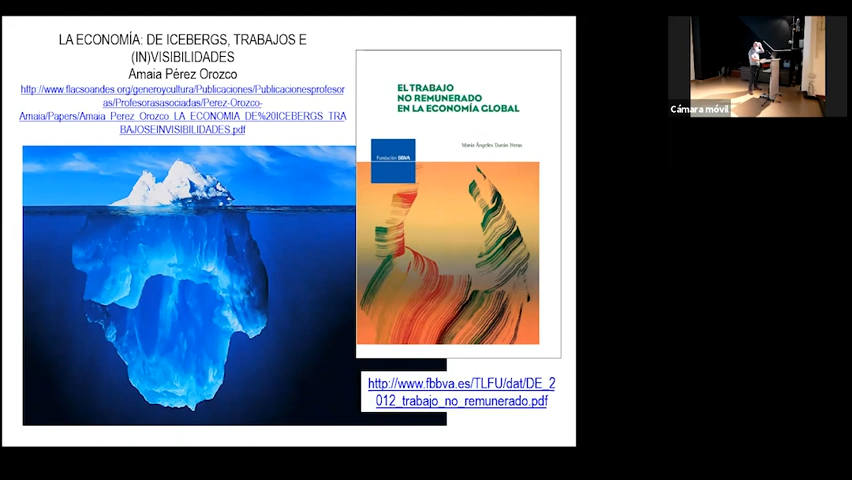 LA ECONOMÍA: DE ICEBERGS, TRABAJOS E
(IN)VISIBILIDADES
Amaia Pérez Orozco
http://www.flacsoandes.org/generoycultura/Publicaciones/Publicacionesprofesor
as/Profesorasasociadas/Perez-Orozco-
Amaia/Papers/Amaia_Perez_Orozco_LA_ECONOMIA_DE%20ICEBERGS_TRA
BAJOSEINVISIBILIDADES.pdf
EL TRABAJO
NO REMUNERADO
EN LA ECONOMÍA GLOBAL
María Ángeles Durán Heras
Fundación BBVA
http://www.fbbva.es/TLFU/dat/DE_2
012_trabajo_no_remunerado.pdf
Cámara móvil